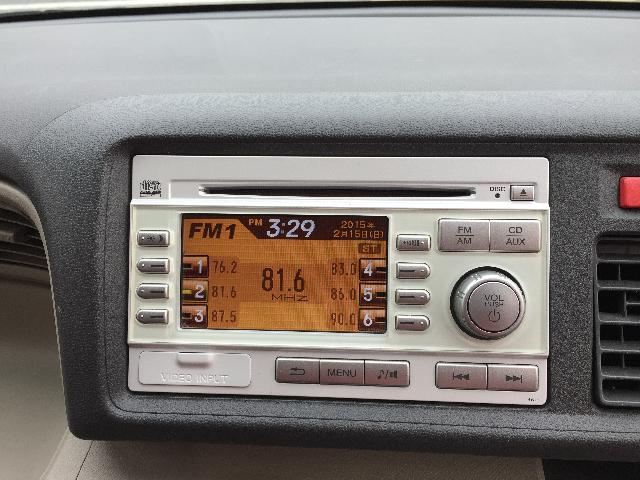 DISC
FM1 PM 3:29 2015年
2月15日(日)
ST
1 76.2 81.6 MHZ 83.0 4
2 81.6 86.0 5
3 87.5 90.0 6
FM
AM
CD
AUX
VOL
PUSH
VIDEO INPUT
MENU